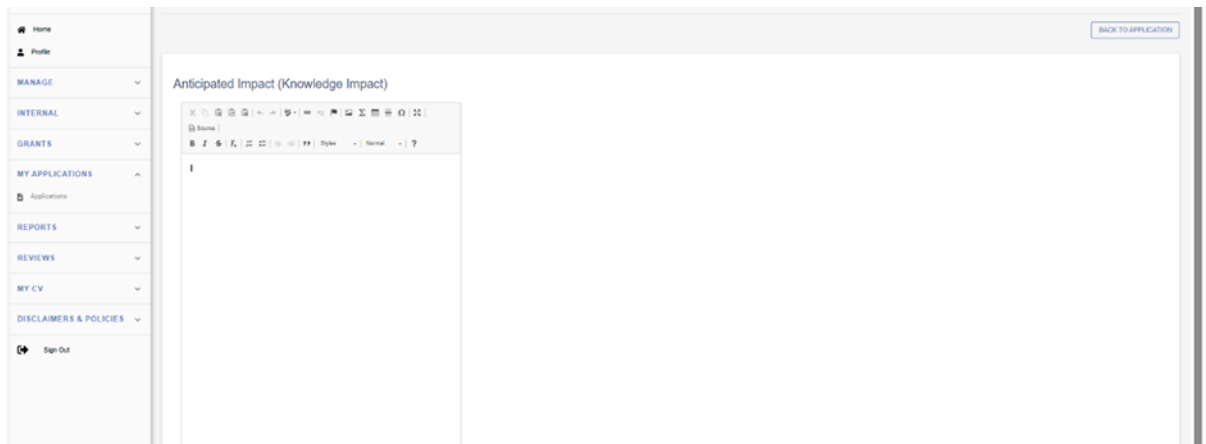 Home
Profile
MANAGE
INTERNAL
GRANTS
MY APPLICATIONS
Applications
REPORTS
REVIEWS
MY CV
DISCLAIMERS & POLICIES
Sign Out
BACK TO APPLICATION
Anticipated Impact (Knowledge Impact)
Source
B I S Tx Styles Normal ?